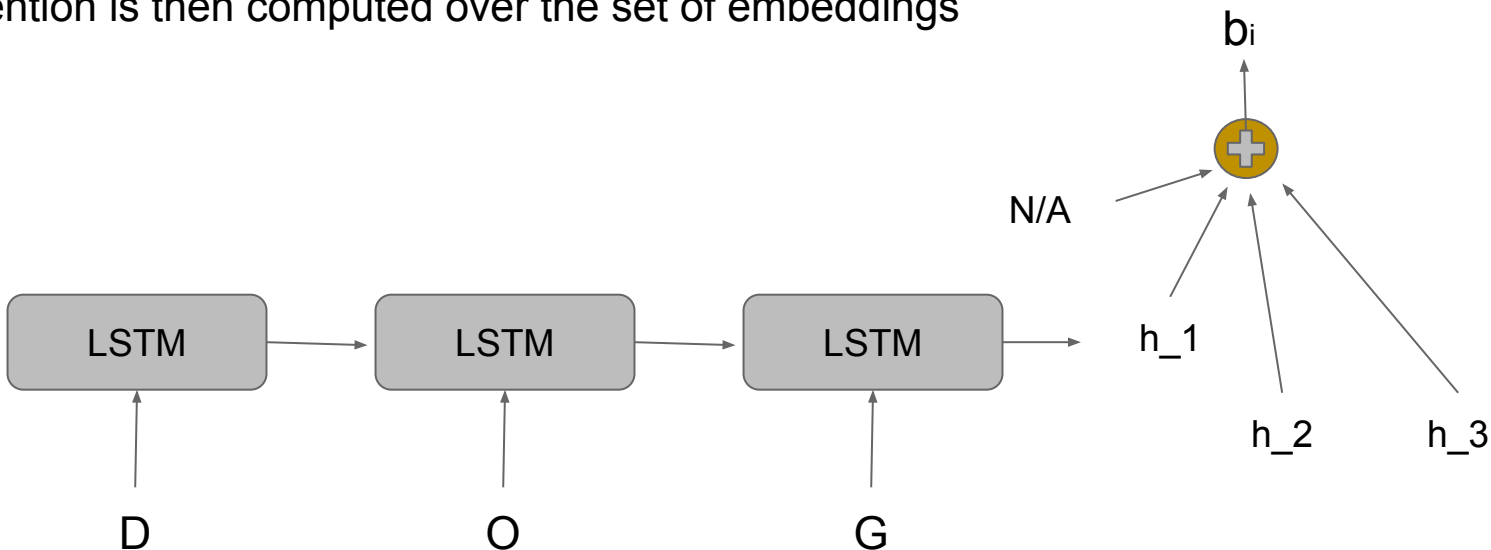 ention is then computed over the set of embeddings
bi
N/A
LSTM LSTM LSTM h_1
h_2 h_3
D O G